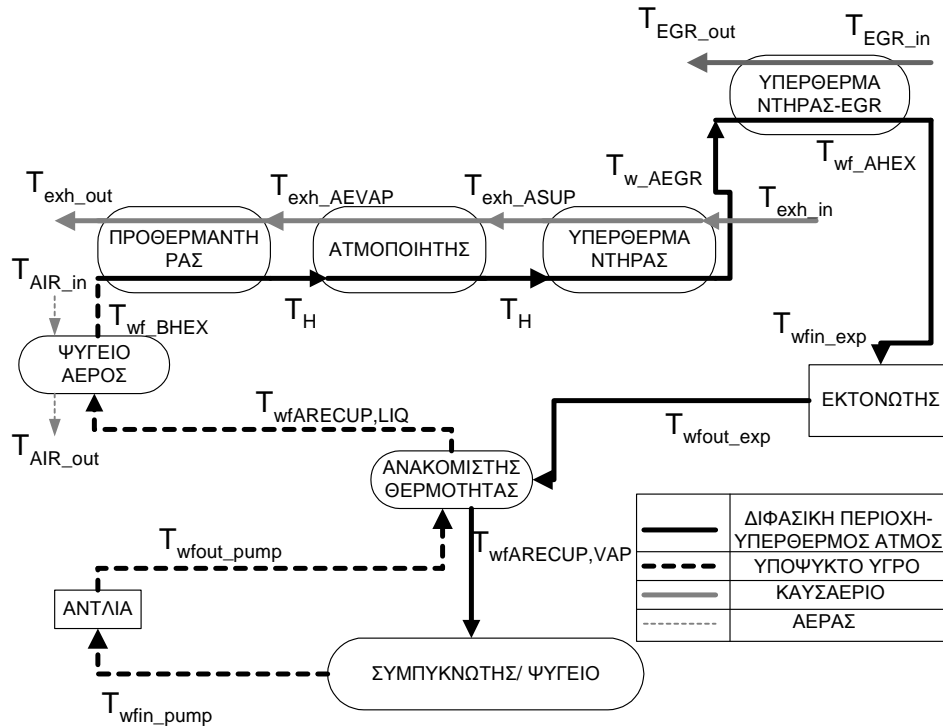 T_EGR_out
T_EGR_in
ΥΠΕΡΘΕΡΜΑ
ΝΤΗΡΑΣ-EGR
T_wf_AHEX
T_w_AEGR
T_exh_out
T_exh_AEVAP
T_exh_ASUP
T_exh_in
ΠΡΟΘΕΡΜΑΝΤΗ
ΡΑΣ
ΑΤΜΟΠΟΙΗΤΗΣ
ΥΠΕΡΘΕΡΜΑ
ΝΤΗΡΑΣ
T_AIR_in
T_wf_BHEX
T_H
T_H
T_wfin_exp
ΨΥΓΕΙΟ
ΑΕΡΟΣ
ΕΚΤΟΝΩΤΗΣ
T_wfARECUP,LIQ
T_wfout_exp
T_AIR_out
ΑΝΑΚΟΜΙΣΤΗΣ
ΘΕΡΜΟΤΗΤΑΣ
T_wfout_pump
T_wfARECUP,VAP
ΔΙΦΑΣΙΚΗ ΠΕΡΙΟΧΗ-
ΥΠΕΡΘΕΡΜΟΣ ΑΤΜΟΣ
ΥΠΟΨΥΚΤΟ ΥΓΡΟ
ΚΑΥΣΑΕΡΙΟ
ΑΕΡΑΣ
ΑΝΤΛΙΑ
ΣΥΜΠΥΚΝΩΤΗΣ/ ΨΥΓΕΙΟ
T_wfin_pump